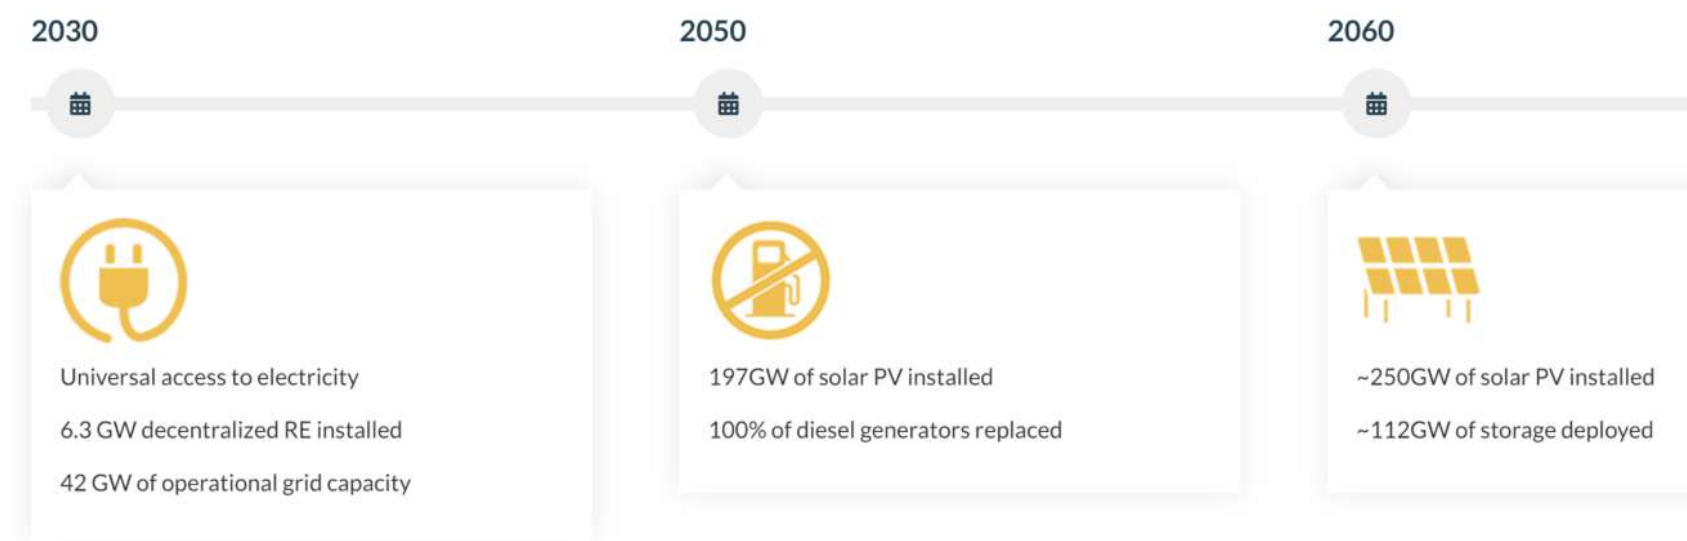 2030
Universal access to electricity
6.3 GW decentralized RE installed
42 GW of operational grid capacity
2050
197GW of solar PV installed
100% of diesel generators replaced
2060
~250GW of solar PV installed
~112GW of storage deployed